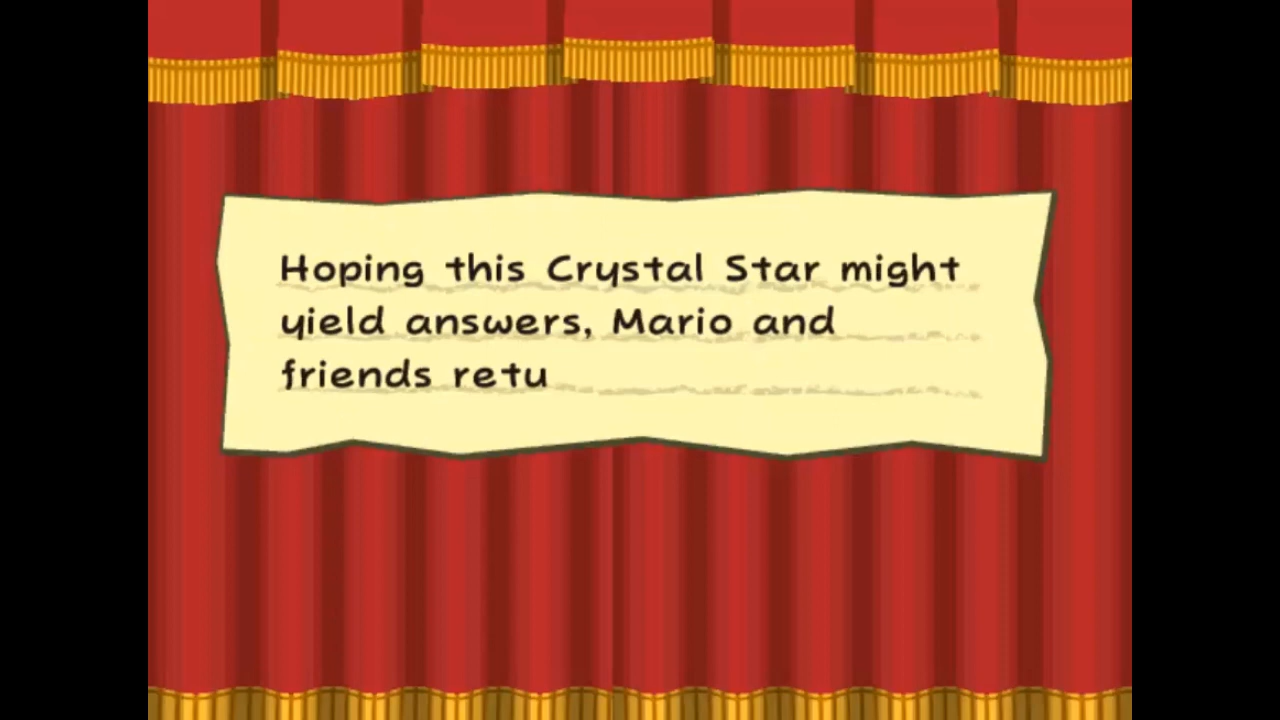 Hoping this Crystal Star might
yield answers, Mario and
friends retu